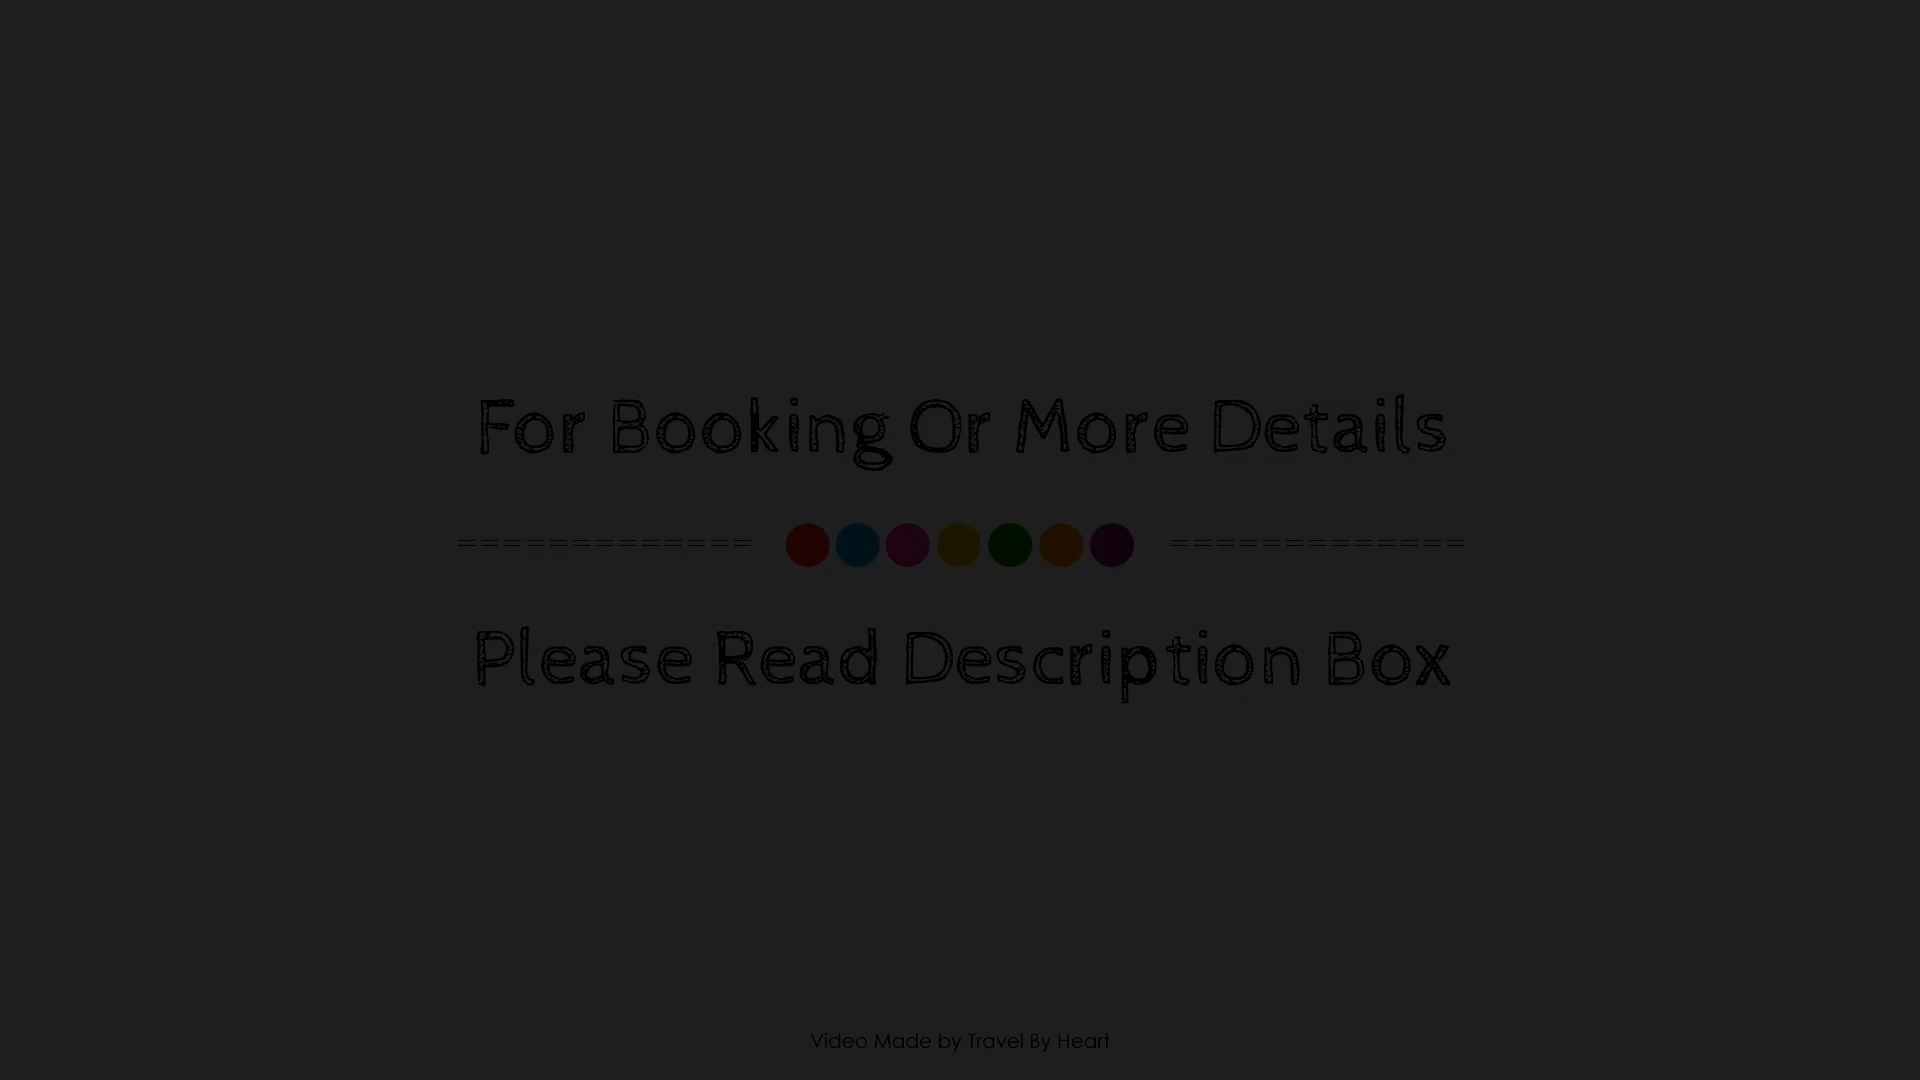 For Booking Or More Details
============= =============
Please Read Description Box
Video Made by Travel By Heart